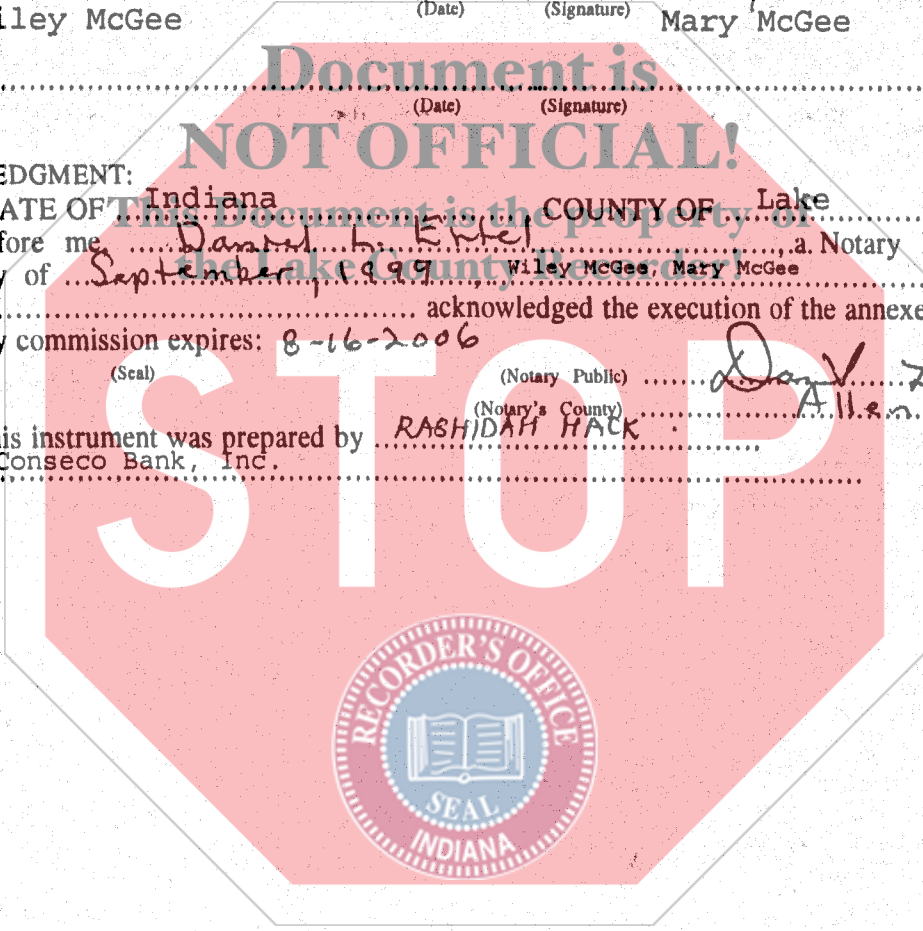 iley McGee (Date) (Signature) Mary McGee
Document is
(Date) (Signature)
NOT OFFICIAL!
EDGMENT:
ATE OF Indiana COUNTY OF Lake
This Document is the property of
fore me, Daniel L. , a Notary
the Lake County Recorder!
y of September, 1999, Wiley McGee, Mary McGee
acknowledged the execution of the annexe
y commission expires: 8-16-2006
(Seal) (Notary Public)
(Notary's County) Allen
is instrument was prepared by RASHIDAH HACK.
Conseco Bank, Inc.
STOP
RECORDER'S OFFICE
SEAL
INDIANA